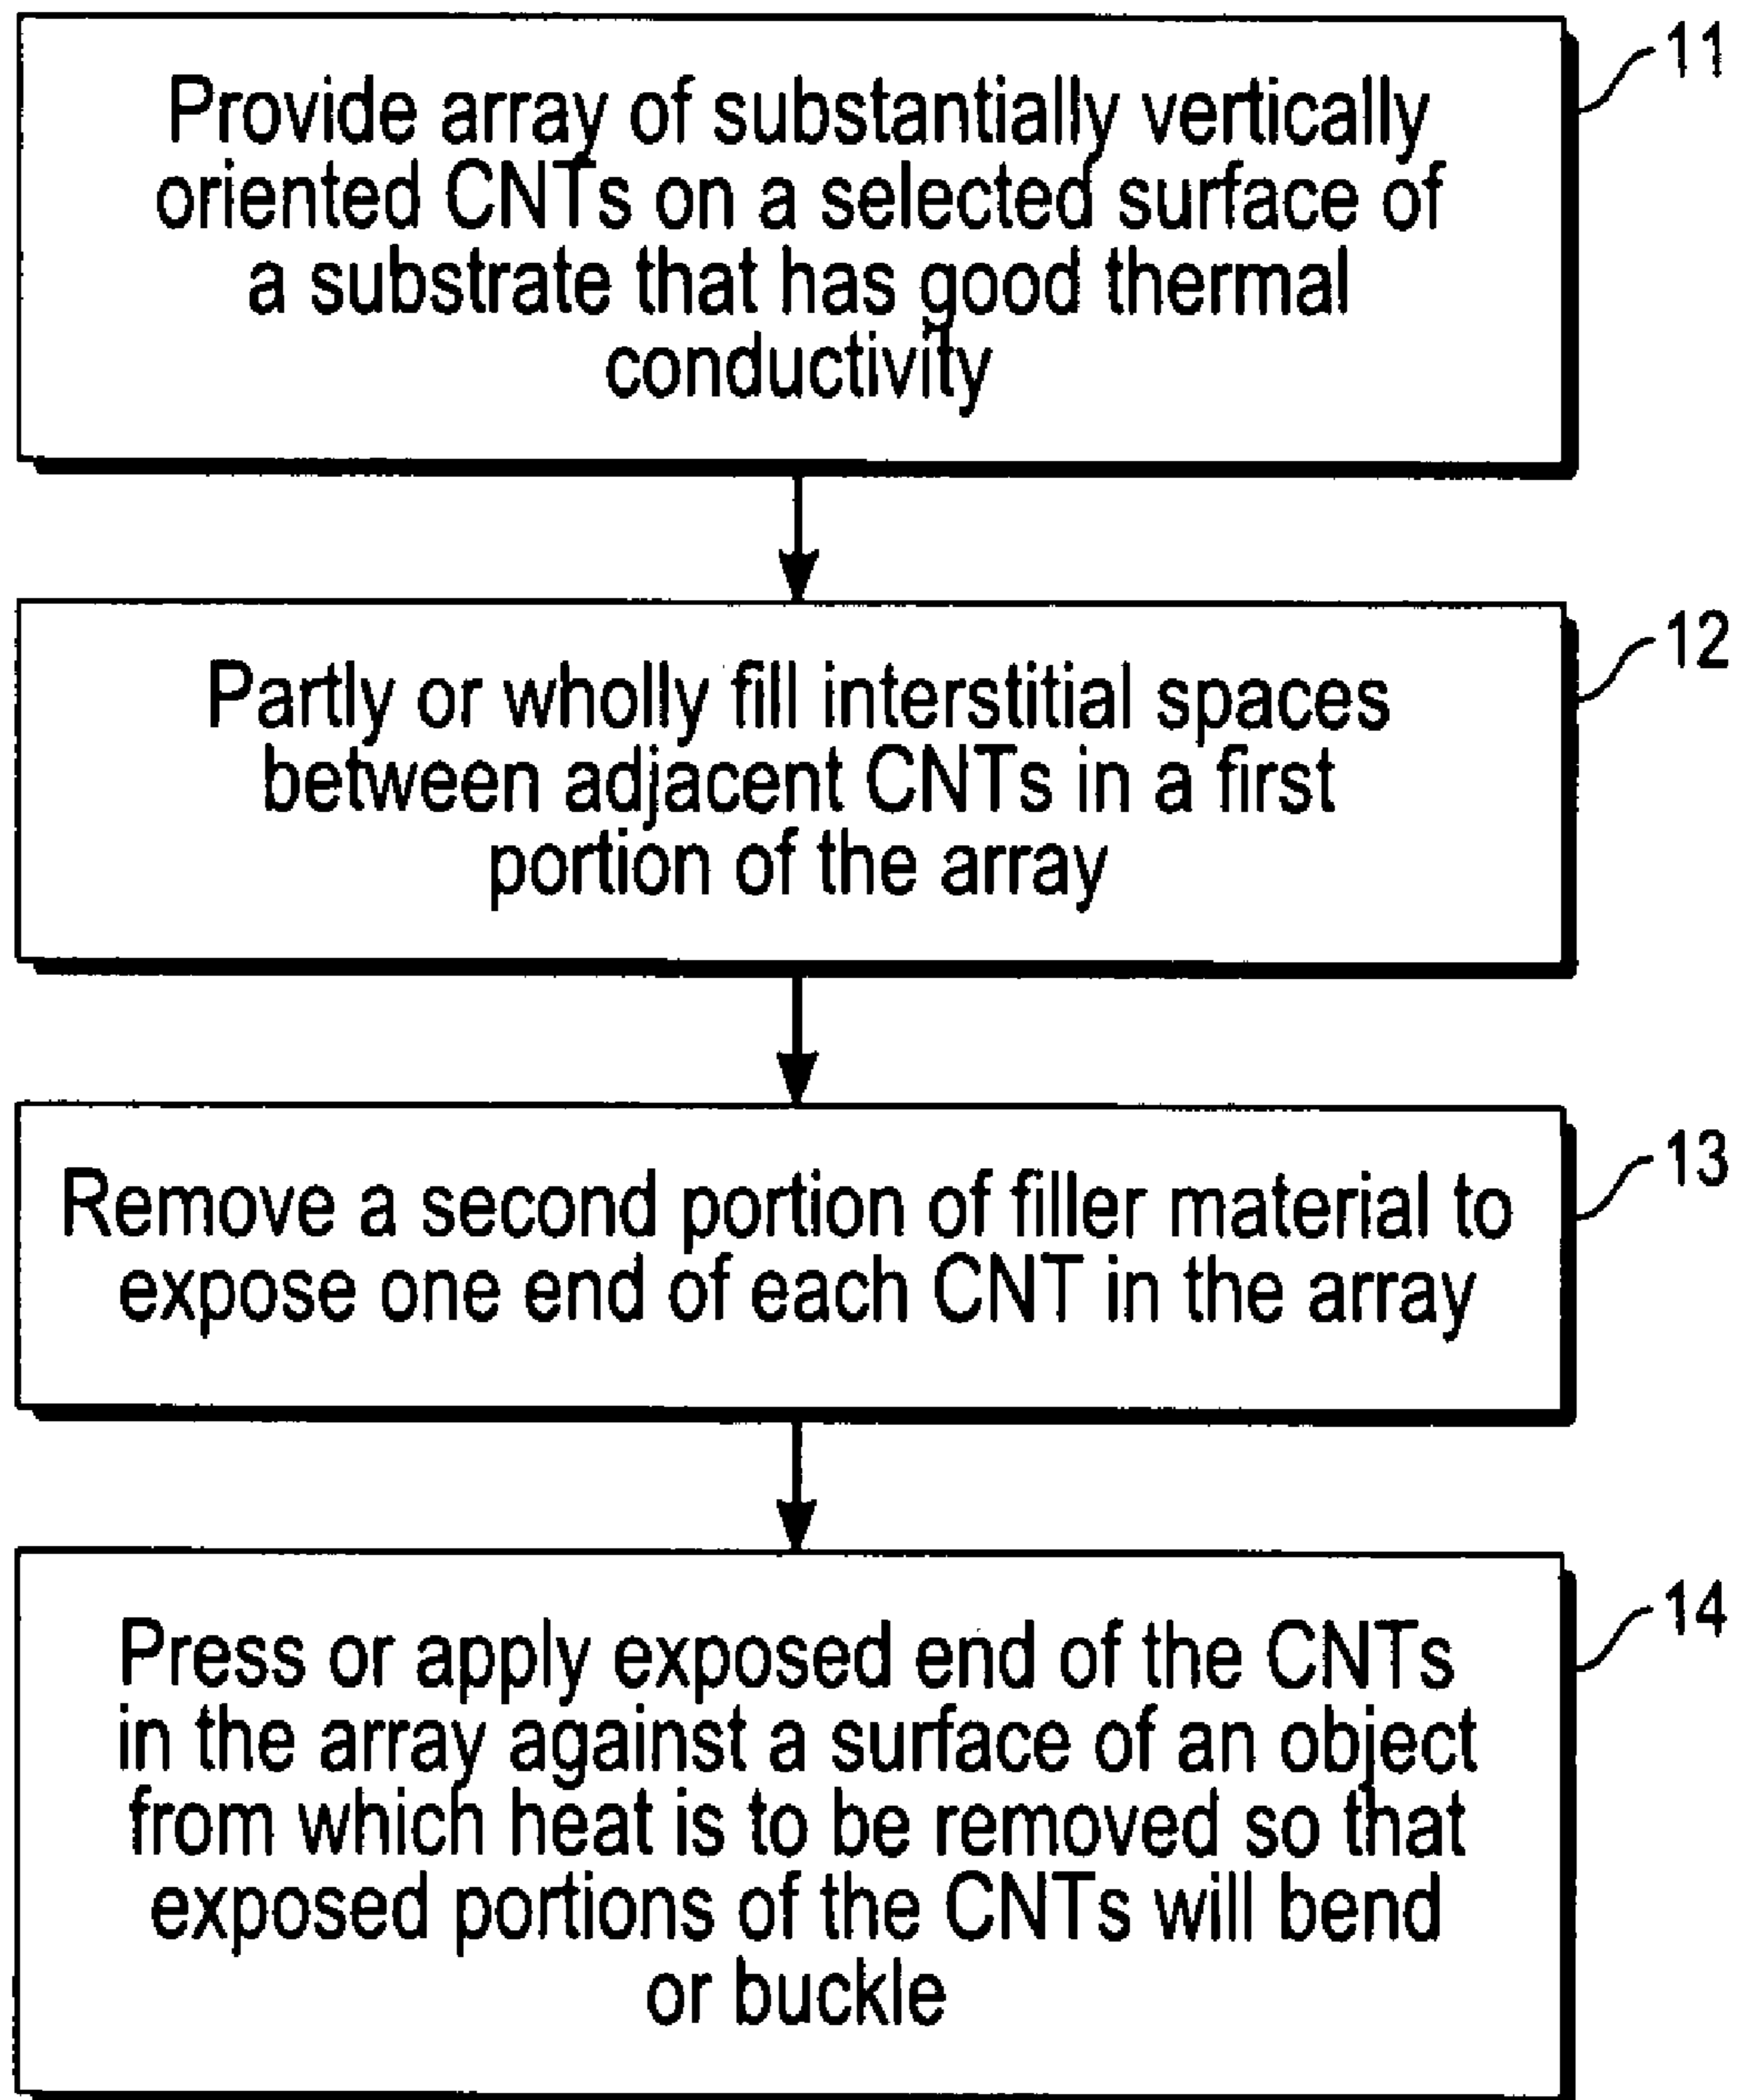 11
Provide array of substantially vertically
oriented CNTs on a selected surface of
a substrate that has good thermal
conductivity
12
Partly or wholly fill interstitial spaces
between adjacent CNTs in a first
portion of the array
13
Remove a second portion of filler material to
expose one end of each CNT in the array
14
Press or apply exposed end of the CNTs
in the array against a surface of an object
from which heat is to be removed so that
exposed portions of the CNTs will bend
or buckle